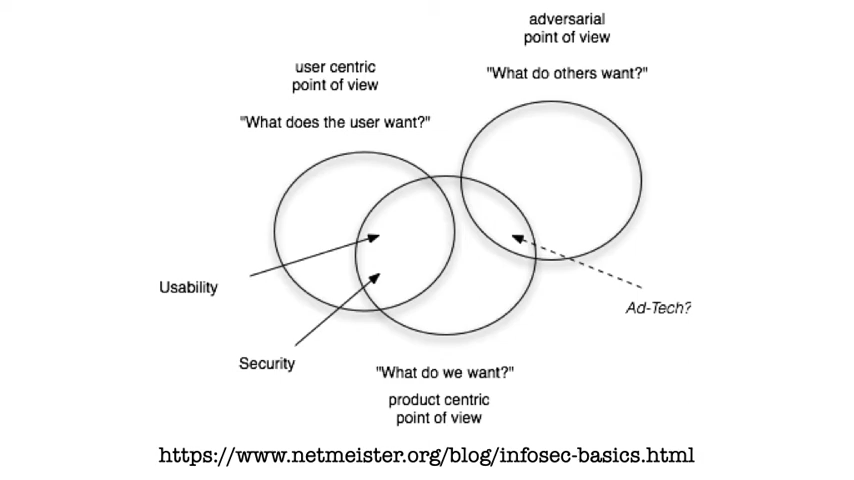 adversarial
point of view
"What do others want?"
user centric
point of view
"What does the user want?"
Usability
Ad-Tech?
Security
"What do we want?"
product centric
point of view
https://www.netmeister.org/blog/infosec-basics.html